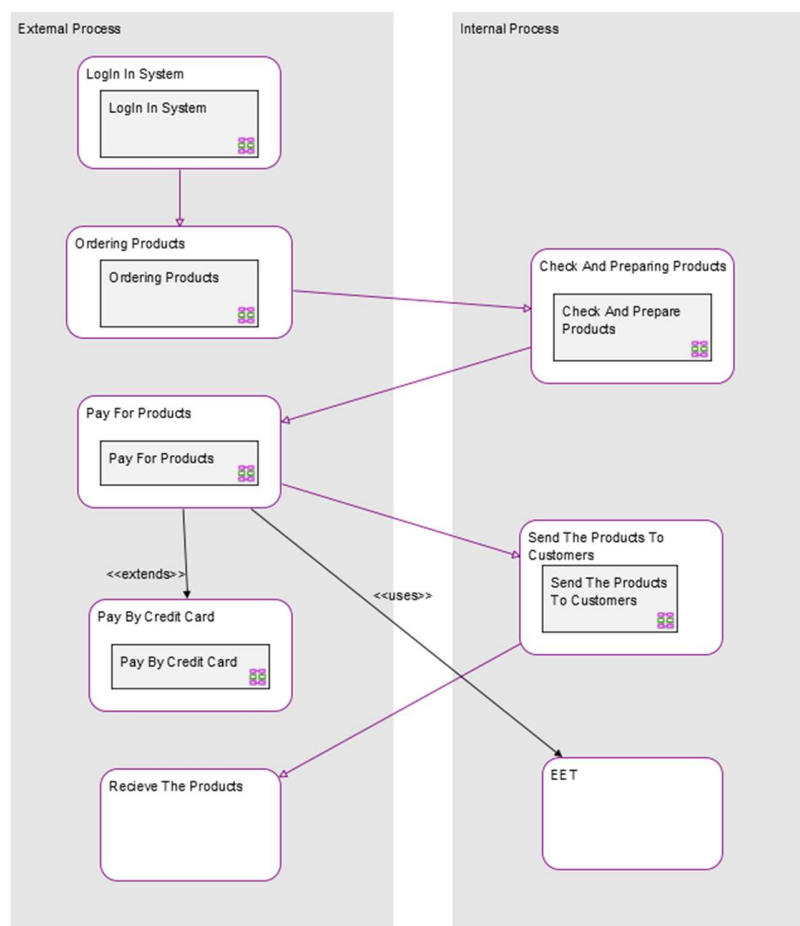 External Process
LogIn In System
LogIn In System
Ordering Products
Ordering Products
Pay For Products
Pay For Products
<<extends>>
Pay By Credit Card
Pay By Credit Card
Recieve The Products
Internal Process
Check And Preparing Products
Check And Prepare
Products
Send The Products To
Customers
Send The Products
To Customers
<<uses>>
EET